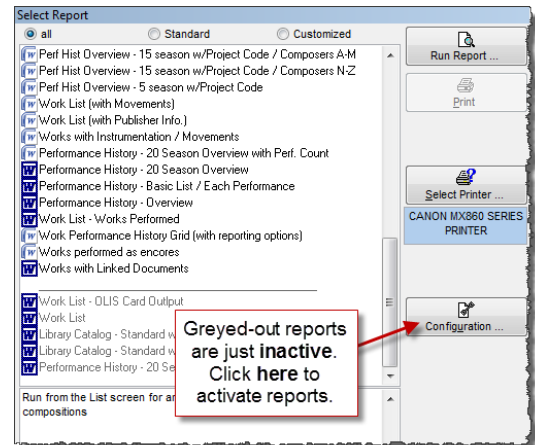 Select Report
all
Standard
Customized
Perf Hist Overview - 15 season w/Project Code / Composers A-M
Perf Hist Overview - 15 season w/Project Code / Composers N-Z
Perf Hist Overview - 5 season w/Project Code
Work List (with Movements)
Work List (with Publisher Info.)
Works with Instrumentation / Movements
Performance History - 20 Season Overview with Perf. Count
Performance History - 20 Season Overview
Performance History - Basic List / Each Performance
Performance History - Overview
Work List - Works Performed
Work Performance History Grid (with reporting options)
Works performed as encores
Works with Linked Documents
Work List - OLIS Card Outlput
Work List
Library Catalog - Standard w
Library Catalog - Standard w
Performance History - 20 Se
Run from the List screen for an
compositions
Run Report ...
Print
Select Printer ...
CANON MX860 SERIES
PRINTER
Configuration ...
Greyed-out reports
are just inactive.
Click here to
activate reports.